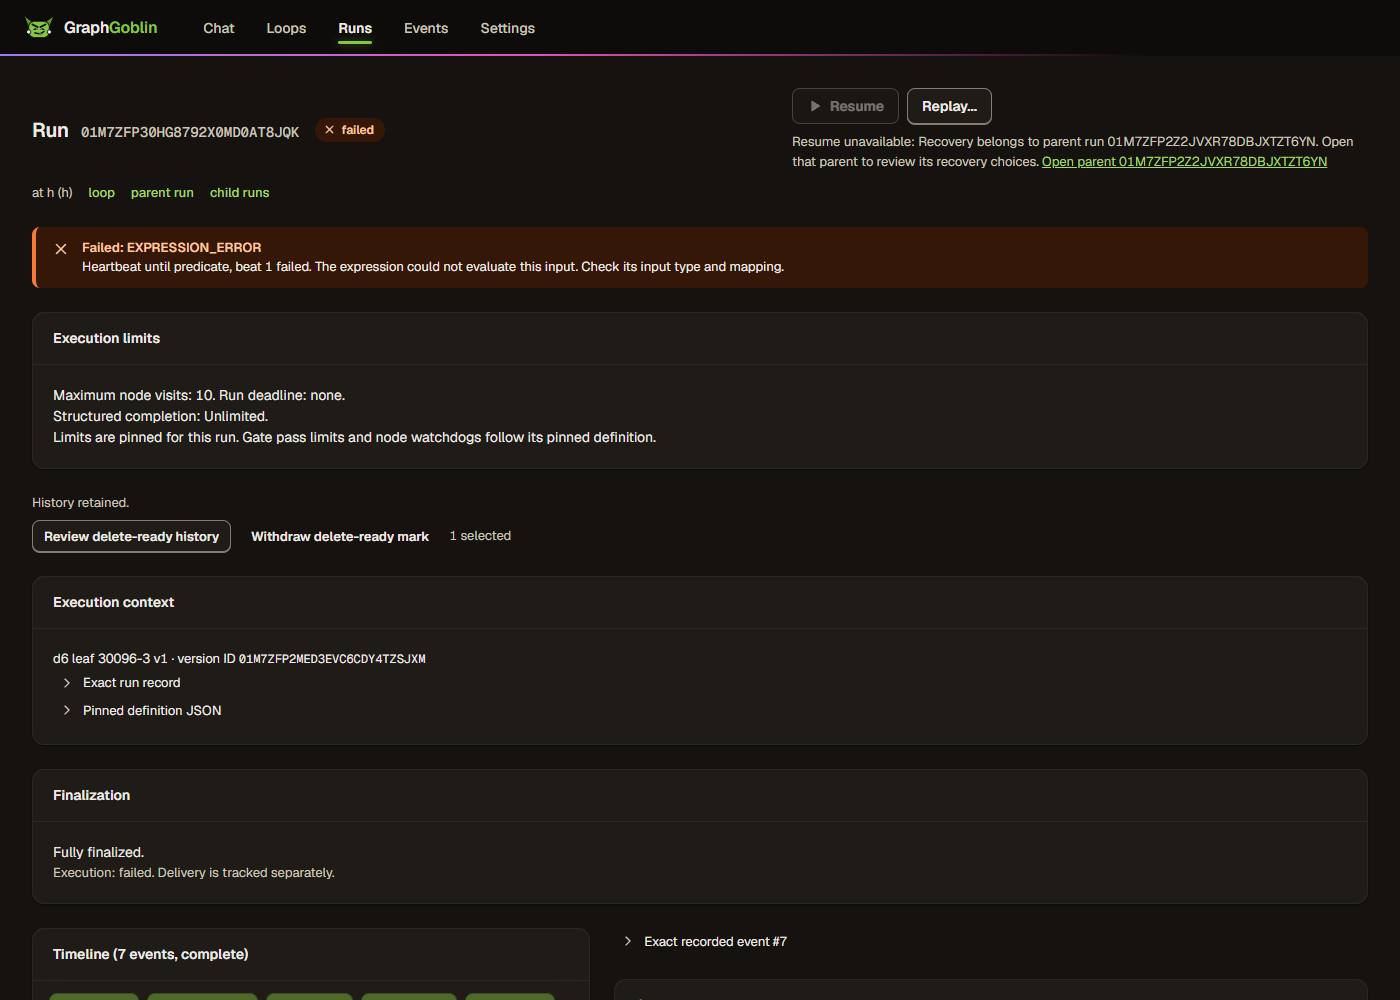 GraphGoblin
Chat
Loops
Runs
Events
Settings
Run 01M7ZFP30HG8792X0MD0AT8JQK
failed
Resume
Replay...
Resume unavailable: Recovery belongs to parent run 01M7ZFP2Z2JVXR78DBJXTZT6YN. Open
that parent to review its recovery choices. Open parent 01M7ZFP2Z2JVXR78DBJXTZT6YN
at h (h)
loop
parent run
child runs
Failed: EXPRESSION_ERROR
Heartbeat until predicate, beat 1 failed. The expression could not evaluate this input. Check its input type and mapping.
Execution limits
Maximum node visits: 10. Run deadline: none.
Structured completion: Unlimited.
Limits are pinned for this run. Gate pass limits and node watchdogs follow its pinned definition.
History retained.
Review delete-ready history
Withdraw delete-ready mark
1 selected
Execution context
d6 leaf 30096-3 v1 · version ID 01M7ZFP2MED3EVC6CDY4TZSJXM
Exact run record
Pinned definition JSON
Finalization
Fully finalized.
Execution: failed. Delivery is tracked separately.
Timeline (7 events, complete)
Exact recorded event #7